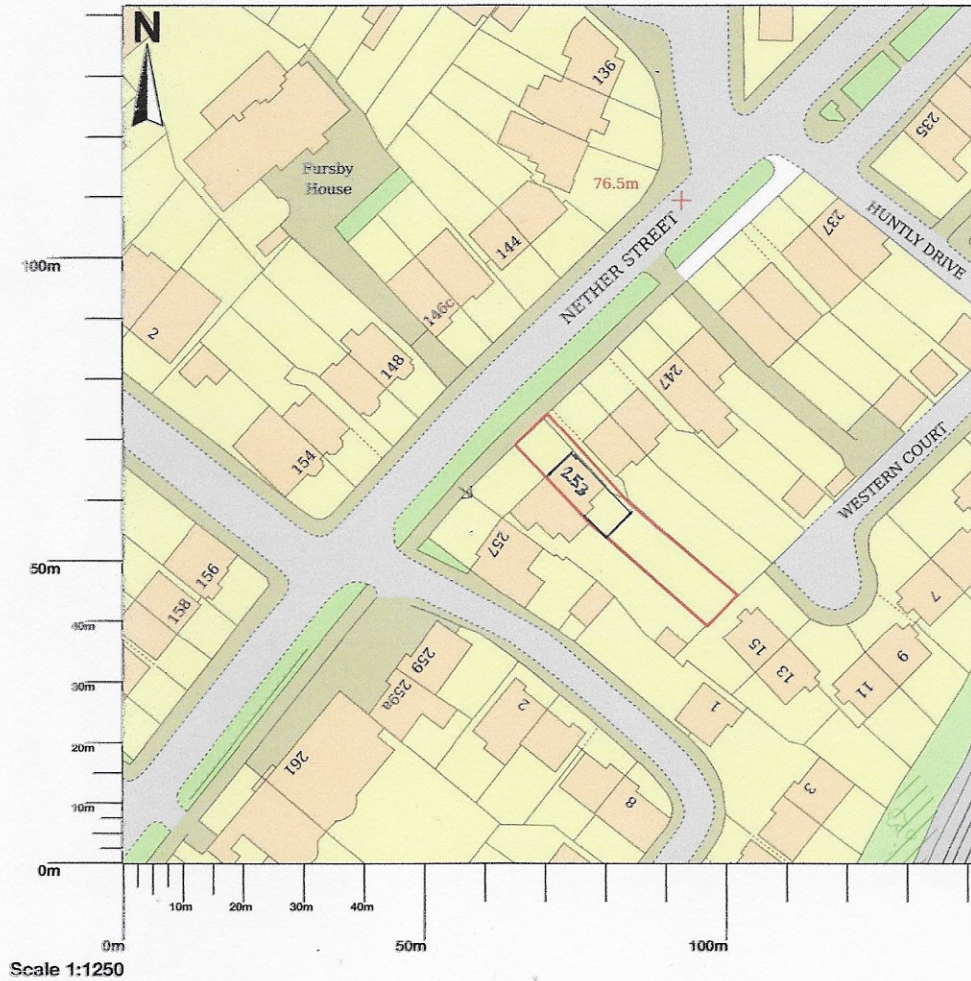 N
136
235
Fursby
House
76.5m
NETHER STREET
HUNTLY DRIVE
237
144
100m
146c
2
148
247
154
WESTERN COURT
253
257
50m
156
158
7
40m
15
13
9
11
259
259a
30m
2
1
20m
261
3
8
10m
0m
10m
20m
30m
40m
0m
50m
100m
Scale 1:1250